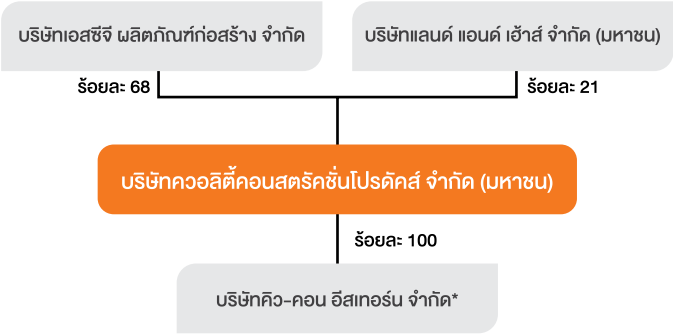 บริษัทเอสซีจี ผลิตภัณฑ์ก่อสร้าง จำกัด
บริษัทแลนด์ แอนด์ เฮ้าส์ จำกัด (มหาชน)
ร้อยละ 68
ร้อยละ 21
บริษัทควอลิตี้คอนสตรัคชั่นโปรดัคส์ จำกัด (มหาชน)
ร้อยละ 100
บริษัทคิว-คอน อีสเทอร์น จำกัด*